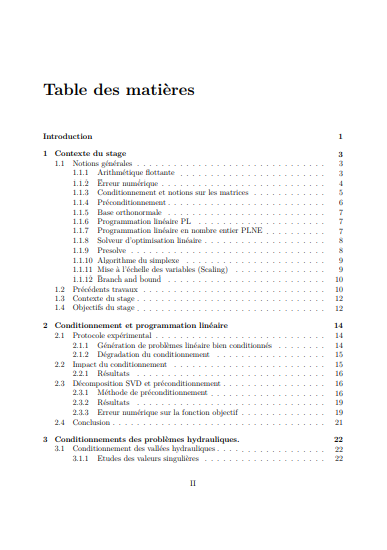 Table des matières
Introduction 1
1 Contexte du stage 3
1.1 Notions générales . . . . . . . . . . . . . . . . . . . . . . . . . . . . 3
1.1.1 Arithmétique flottante . . . . . . . . . . . . . . . . . . . . . . 3
1.1.2 Erreur numérique . . . . . . . . . . . . . . . . . . . . . . . . 4
1.1.3 Conditionnement et notions sur les matrices . . . . . . . . . . . 5
1.1.4 Préconditionnement . . . . . . . . . . . . . . . . . . . . . . . 6
1.1.5 Base orthonormale . . . . . . . . . . . . . . . . . . . . . . . 7
1.1.6 Programmation linéaire PL . . . . . . . . . . . . . . . . . . . 7
1.1.7 Programmation linéaire en nombre entier PLNE . . . . . . . . . 7
1.1.8 Solveur d'optimisation linéaire . . . . . . . . . . . . . . . . . . 8
1.1.9 Presolve . . . . . . . . . . . . . . . . . . . . . . . . . . . . . 8
1.1.10 Algorithme du simplexe . . . . . . . . . . . . . . . . . . . . . 9
1.1.11 Mise à l'échelle des variables (Scaling) . . . . . . . . . . . . . . 9
1.1.12 Branch and bound . . . . . . . . . . . . . . . . . . . . . . . . 10
1.2 Précédents travaux . . . . . . . . . . . . . . . . . . . . . . . . . . . 10
1.3 Contexte du stage . . . . . . . . . . . . . . . . . . . . . . . . . . . . 12
1.4 Objectifs du stage . . . . . . . . . . . . . . . . . . . . . . . . . . . . 12
2 Conditionnement et programmation linéaire 14
2.1 Protocole expérimental . . . . . . . . . . . . . . . . . . . . . . . . . 14
2.1.1 Génération de problèmes linéaire bien conditionnés . . . . . . . 14
2.1.2 Dégradation du conditionnement . . . . . . . . . . . . . . . . . 15
2.2 Impact du conditionnement . . . . . . . . . . . . . . . . . . . . . . . 15
2.2.1 Résultats . . . . . . . . . . . . . . . . . . . . . . . . . . . . 16
2.3 Décomposition SVD et préconditionnement . . . . . . . . . . . . . . . 16
2.3.1 Méthode de préconditionnement . . . . . . . . . . . . . . . . . 16
2.3.2 Résultats . . . . . . . . . . . . . . . . . . . . . . . . . . . . 19
2.3.3 Erreur numérique sur la fonction objectif . . . . . . . . . . . . . 19
2.4 Conclusion . . . . . . . . . . . . . . . . . . . . . . . . . . . . . . . 21
3 Conditionnements des problèmes hydrauliques. 22
3.1 Conditionnement des vallées hydrauliques . . . . . . . . . . . . . . . . 22
3.1.1 Etudes des valeurs singulières . . . . . . . . . . . . . . . . . . 22
II